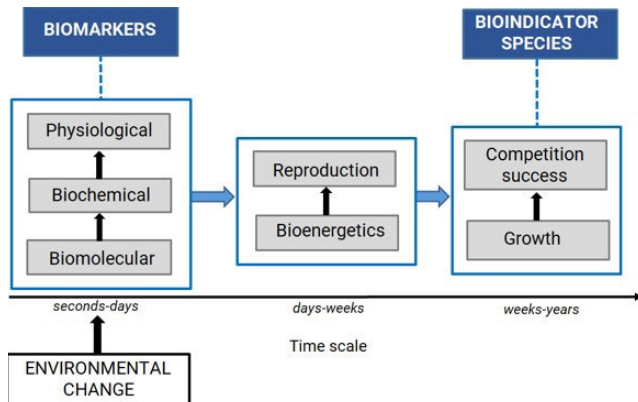 BIOMARKERS
BIOINDICATOR
SPECIES
Physiological
Biochemical
Biomolecular
Reproduction
Bioenergetics
Competition
success
Growth
seconds-days
days-weeks
weeks-years
Time scale
ENVIRONMENTAL
CHANGE